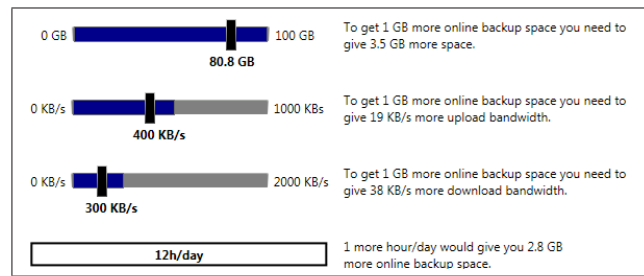 0 GB 100 GB To get 1 GB more online backup space you need to
give 3.5 GB more space.
80.8 GB
0 KB/s 1000 KBs To get 1 GB more online backup space you need to
give 19 KB/s more upload bandwidth.
400 KB/s
0 KB/s 2000 KB/s To get 1 GB more online backup space you need to
give 38 KB/s more download bandwidth.
300 KB/s
12h/day 1 more hour/day would give you 2.8 GB
more online backup space.